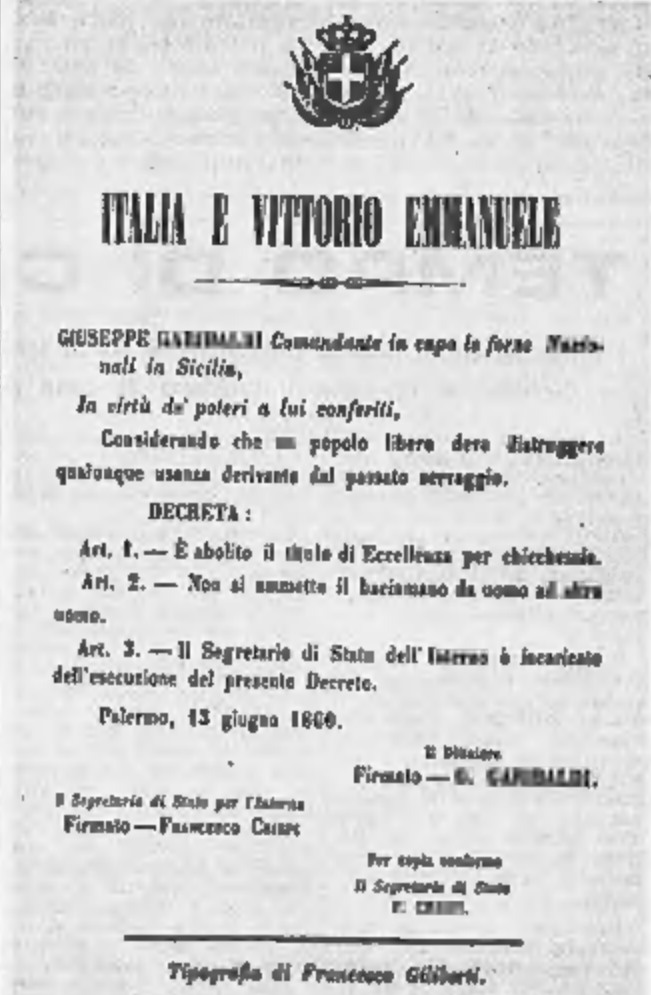 ITALIA E VITTORIO EMMANUELE
GIUSEPPE GARIBALDI Comandante in capo le forze Nazio-
nali in Sicilia,
In virtù de' poteri a lui conferiti,
Considerando che un popolo libero deve distruggere
qualunque usanza derivante dal passato servaggio.
DECRETA :
Art. 1. — È abolito il titolo di Eccellenza per chicchessia.
Art. 2. — Non si ammette il baciamano da uomo ad altro
uomo.
Art. 3. — Il Segretario di Stato dell'Interno è incaricato
dell'esecuzione del presente Decreto.
Palermo, 13 giugno 1860.
Il Dittatore
Firmato — G. GARIBALDI.
Il Segretario di Stato per l'Interno
Firmato — FRANCESCO CRISPI
Per copia conforme
Il Segretario di Stato
F. CRISPI.
Tipografia di Francesco Giliberti.